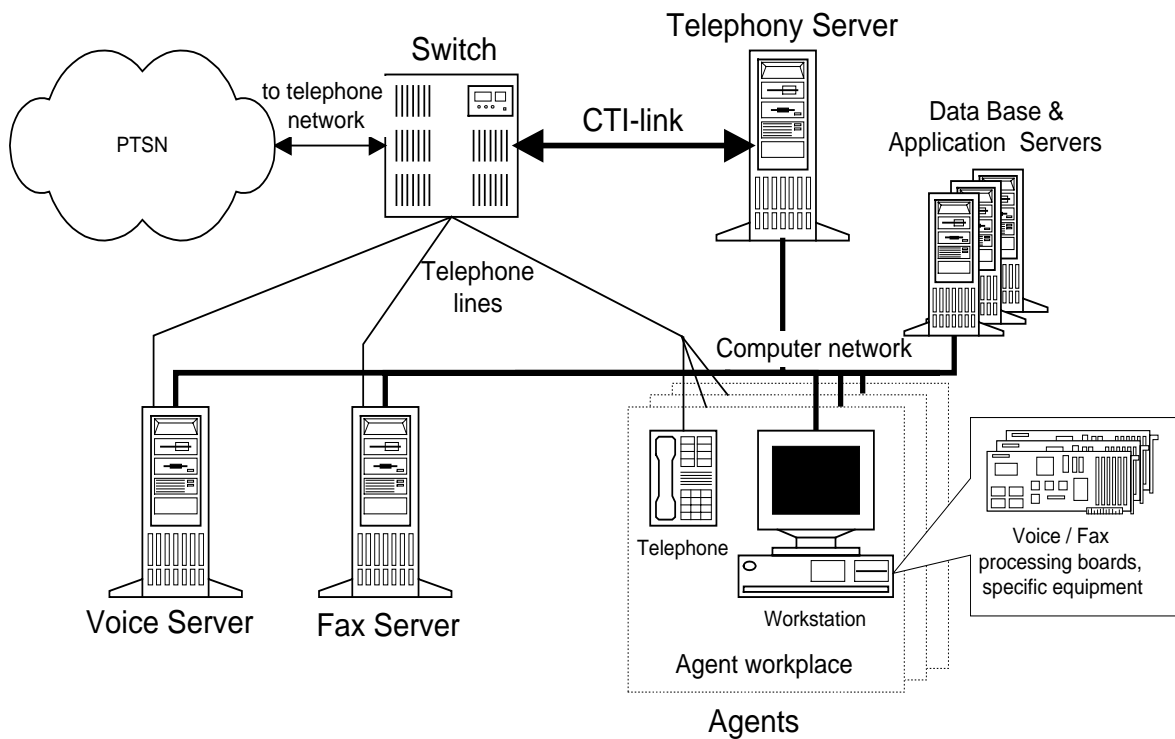 Telephony Server
Switch
to telephone
network
PTSN
CTI-link
Data Base &
Application Servers
Telephone
lines
Computer network
Telephone
Workstation
Voice / Fax
processing boards,
specific equipment
Voice Server
Fax Server
Agent workplace
Agents